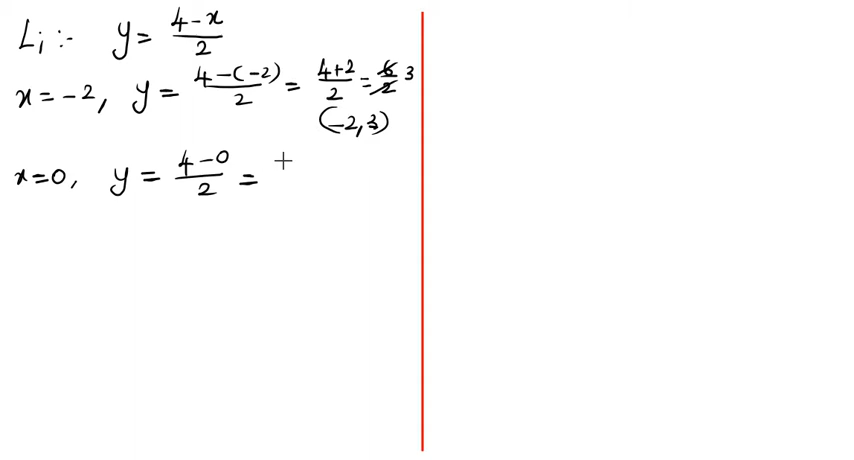 L₁ :- y = (4-x)/2
x = -2, y = (4-(-2))/2 = (4+2)/2 = 6/2 3
(-2, 3)
x=0, y = (4-0)/2 =